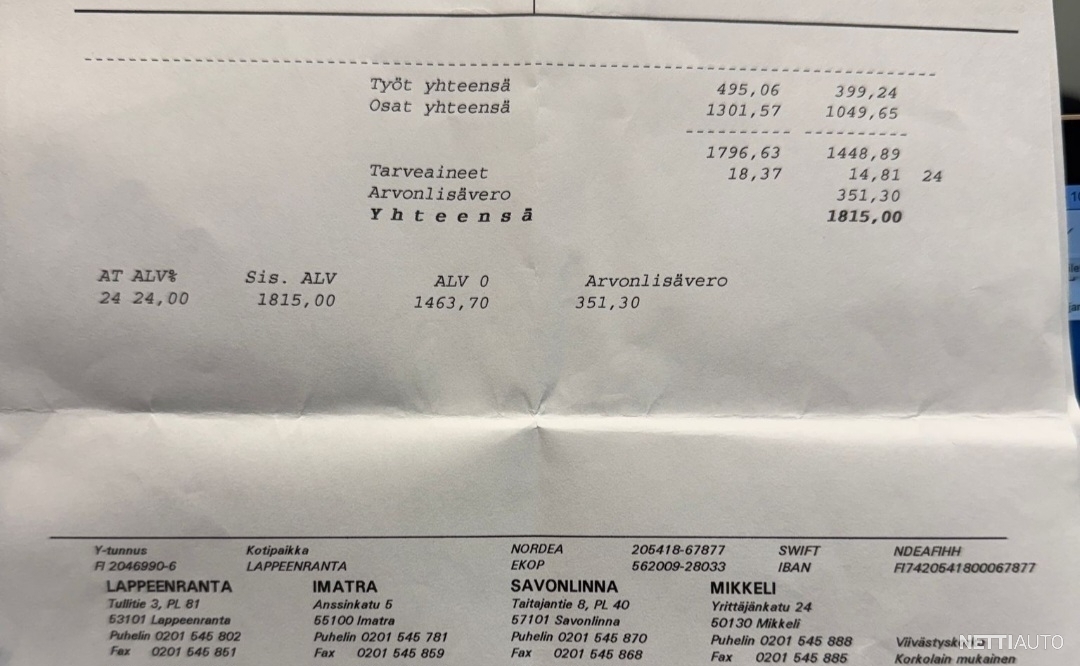 Työt yhteensä 495,06 399,24
Osat yhteensä 1301,57 1049,65
1796,63 1448,89
Tarveaineet 18,37 14,81 24
Arvonlisävero 351,30
Yhteensä 1815,00
AT ALV% Sis. ALV ALV 0 Arvonlisävero
24 24,00 1815,00 1463,70 351,30
Y-tunnus Kotipaikka NORDEA 205418-67877 SWIFT NDEAFIHH
FI 2046990-6 LAPPEENRANTA EKOP 562009-28033 IBAN FI7420541800067877
LAPPEENRANTA IMATRA SAVONLINNA MIKKELI
Tullitie 3, PL 81 Anssinkatu 5 Taitajantie 8, PL 40 Yrittäjänkatu 24
53101 Lappeenranta 55100 Imatra 57101 Savonlinna 50130 Mikkeli
Puhelin 0201 545 802 Puhelin 0201 545 781 Puhelin 0201 545 870 Puhelin 0201 545 888
Fax 0201 545 851 Fax 0201 545 859 Fax 0201 545 868 Fax 0201 545 885
Korkolain mukainen
NETTIAUTO